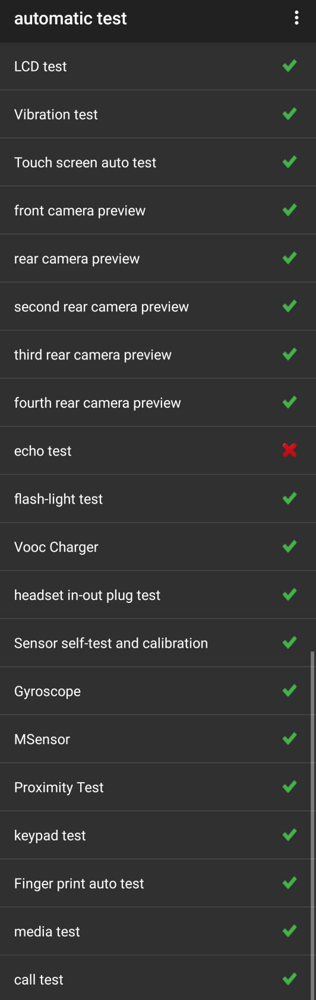 automatic test
LCD test
Vibration test
Touch screen auto test
front camera preview
rear camera preview
second rear camera preview
third rear camera preview
fourth rear camera preview
echo test
flash-light test
Vooc Charger
headset in-out plug test
Sensor self-test and calibration
Gyroscope
MSensor
Proximity Test
keypad test
Finger print auto test
media test
call test